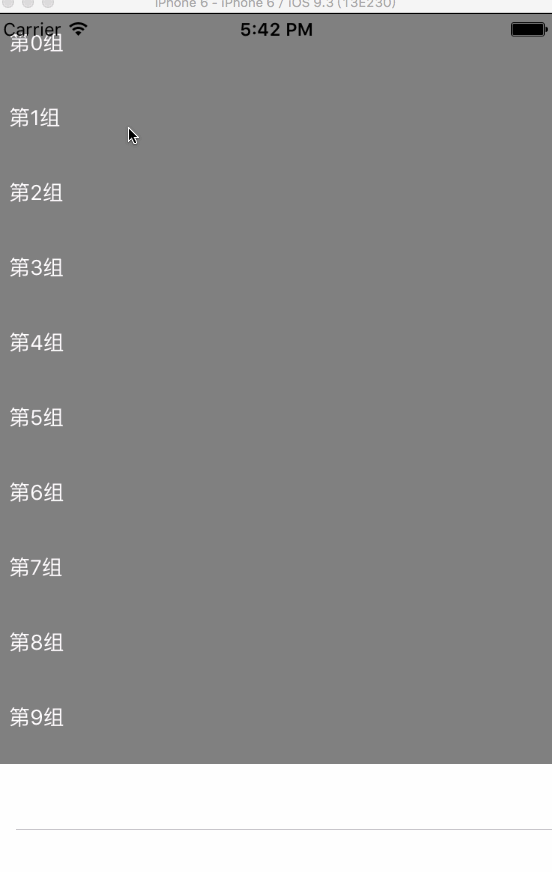 iPhone 6 - iPhone 6 / iOS 9.3 (13E230)
Carrier 5:42 PM
第0组
第1组
第2组
第3组
第4组
第5组
第6组
第7组
第8组
第9组